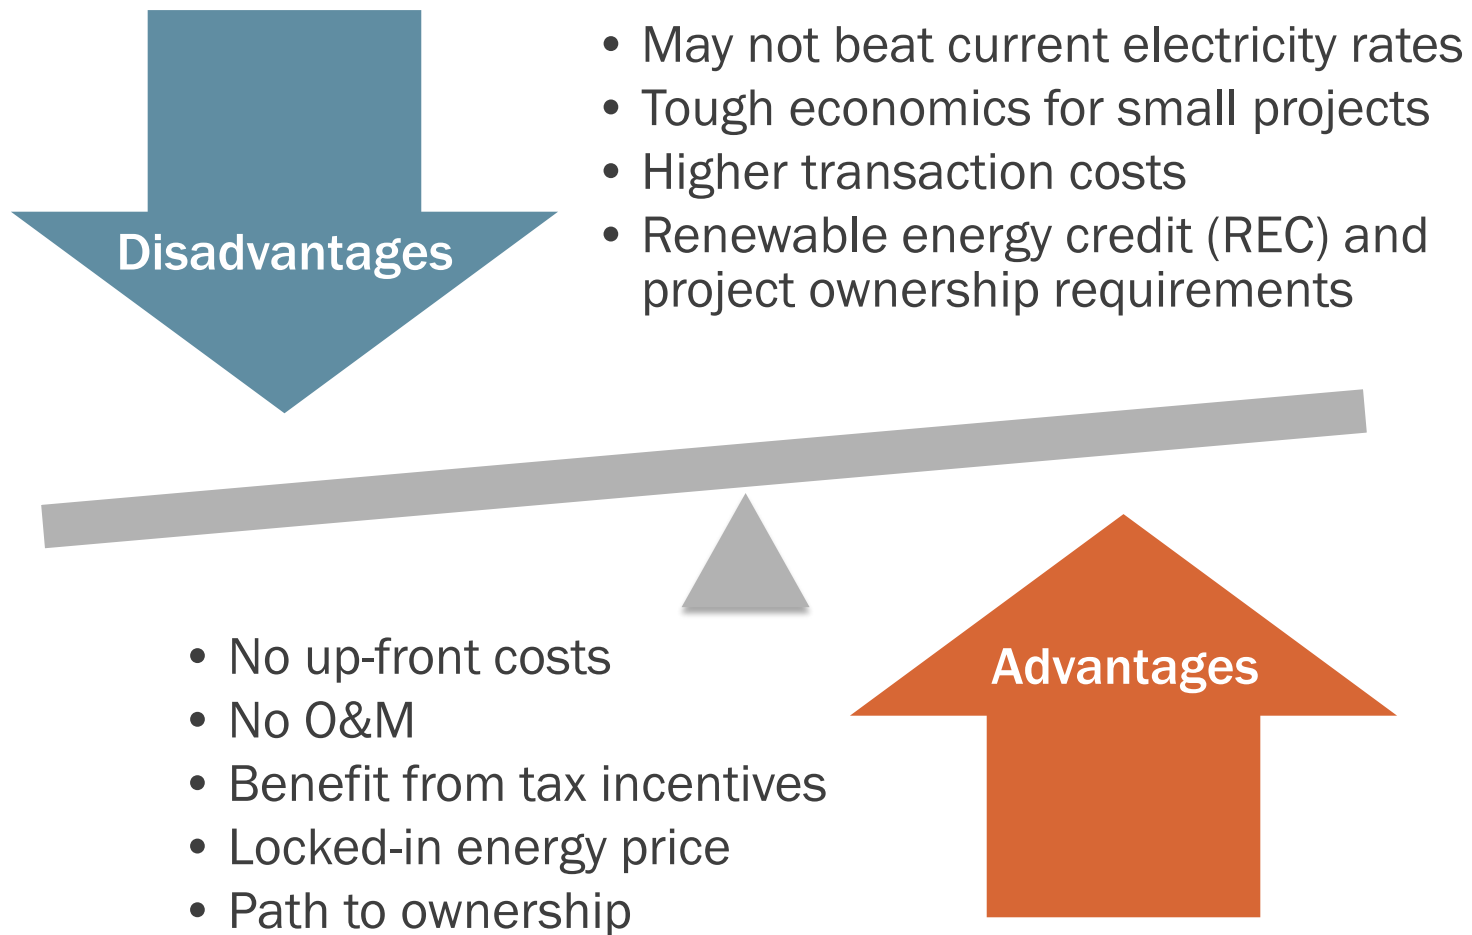 Disadvantages
• May not beat current electricity rates
• Tough economics for small projects
• Higher transaction costs
• Renewable energy credit (REC) and
project ownership requirements
• No up-front costs
• No O&M
• Benefit from tax incentives
• Locked-in energy price
• Path to ownership
Advantages